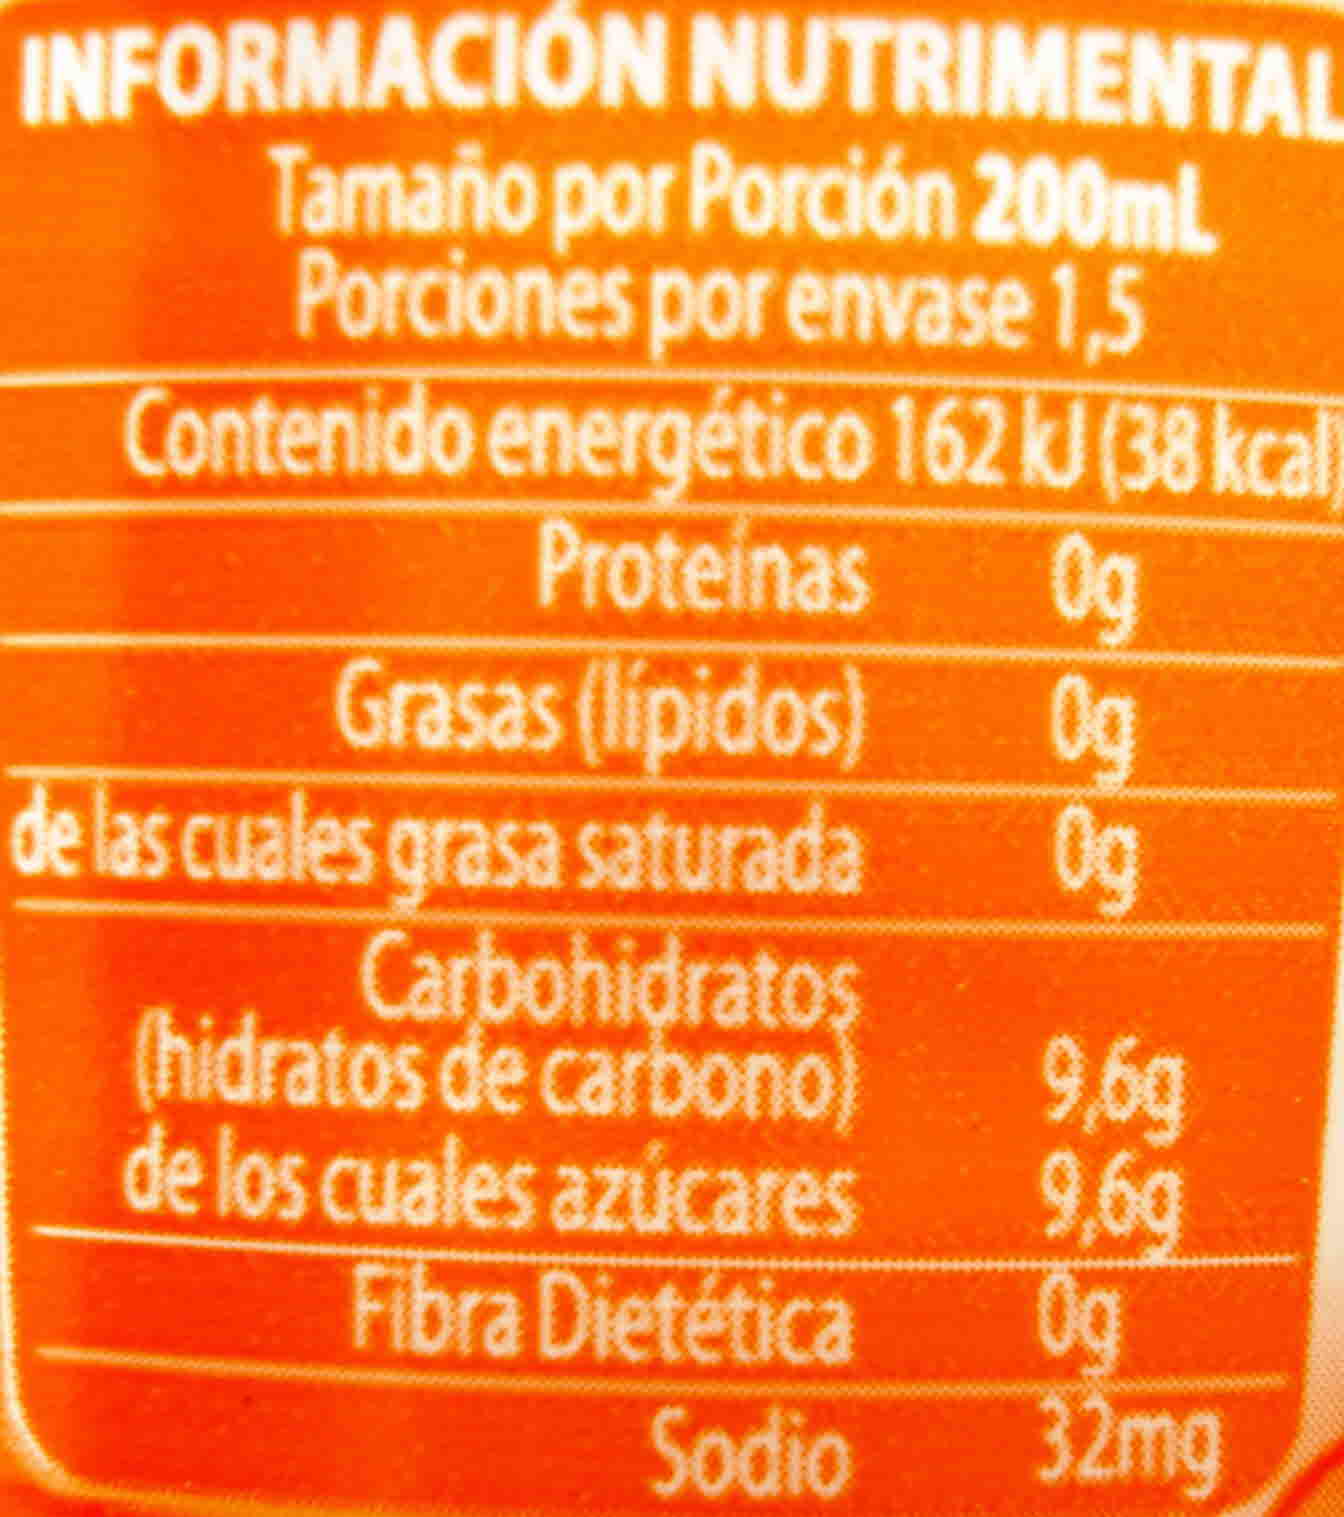 INFORMACIÓN NUTRIMENTAL
Tamaño por Porción 200mL
Porciones por envase 1,5
Contenido energético 162 kJ (38 kcal)
Proteínas 0g
Grasas (lípidos) 0g
de las cuales grasa saturada 0g
Carbohidratos
(hidratos de carbono) 9,6g
de los cuales azúcares 9,6g
Fibra Dietética 0g
Sodio 32mg